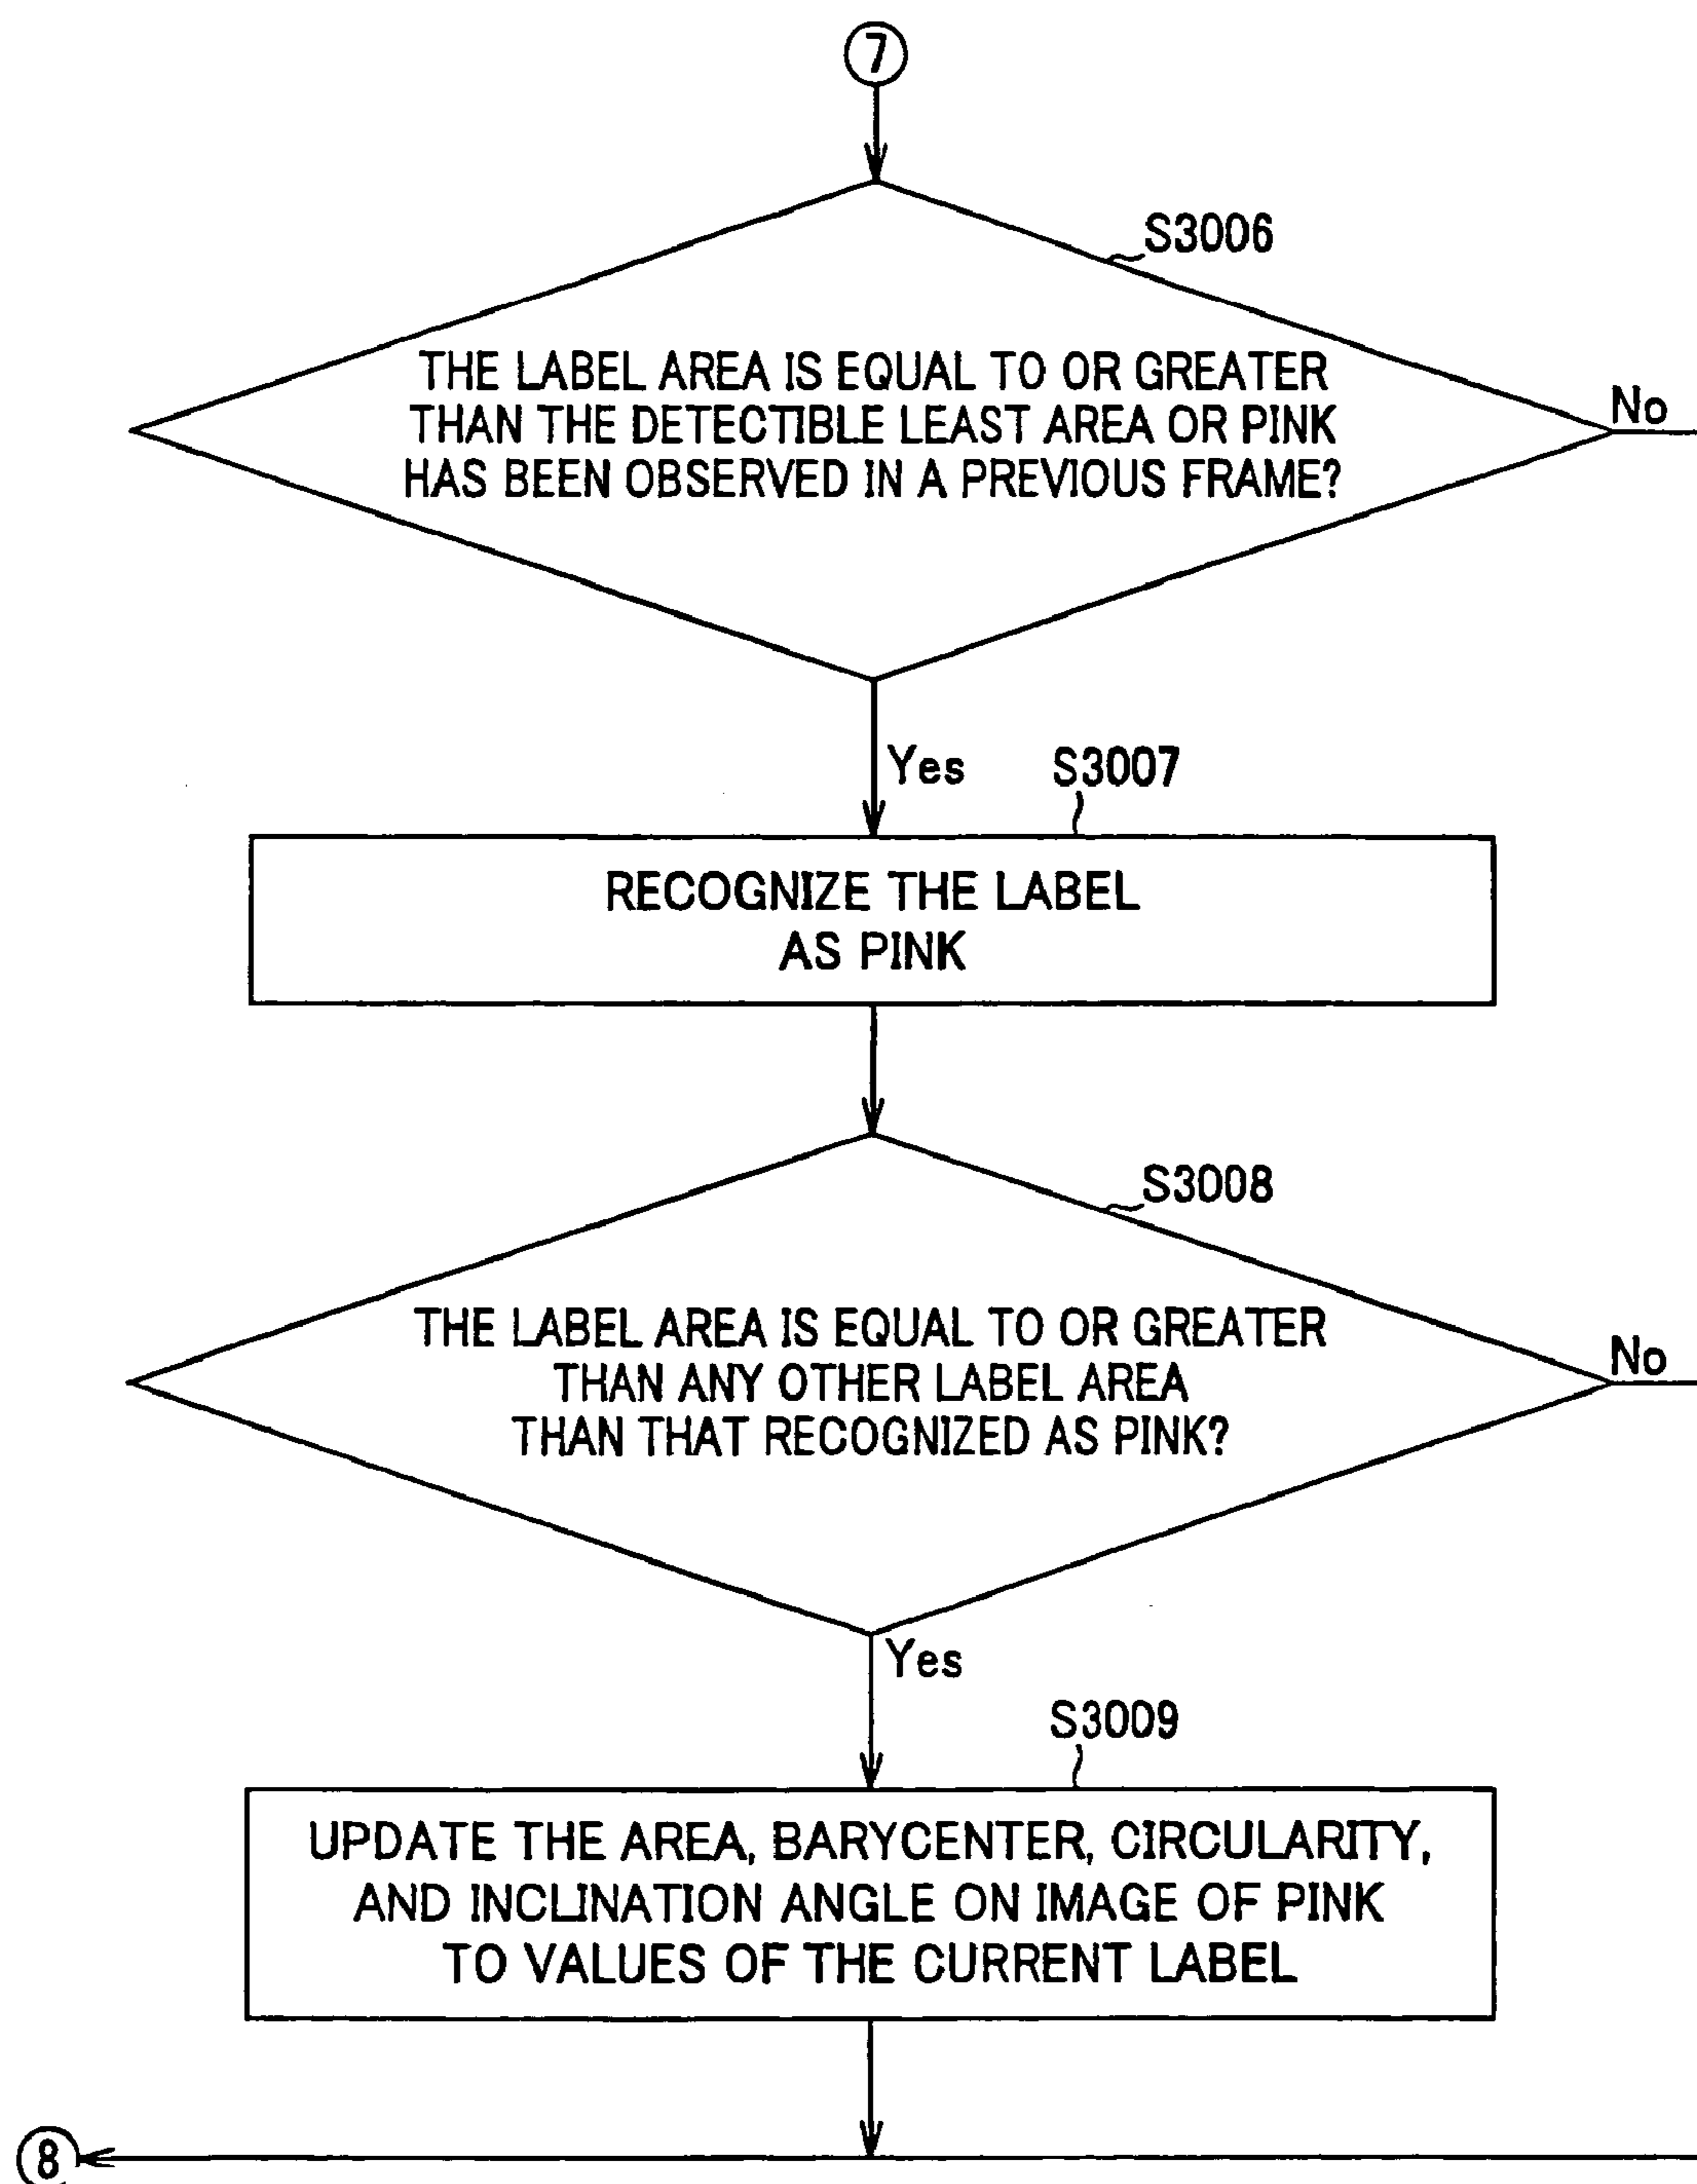 7
S3006
THE LABEL AREA IS EQUAL TO OR GREATER
THAN THE DETECTIBLE LEAST AREA OR PINK
HAS BEEN OBSERVED IN A PREVIOUS FRAME?
No
Yes
S3007
RECOGNIZE THE LABEL
AS PINK
S3008
THE LABEL AREA IS EQUAL TO OR GREATER
THAN ANY OTHER LABEL AREA
THAN THAT RECOGNIZED AS PINK?
No
Yes
S3009
UPDATE THE AREA, BARYCENTER, CIRCULARITY,
AND INCLINATION ANGLE ON IMAGE OF PINK
TO VALUES OF THE CURRENT LABEL
8